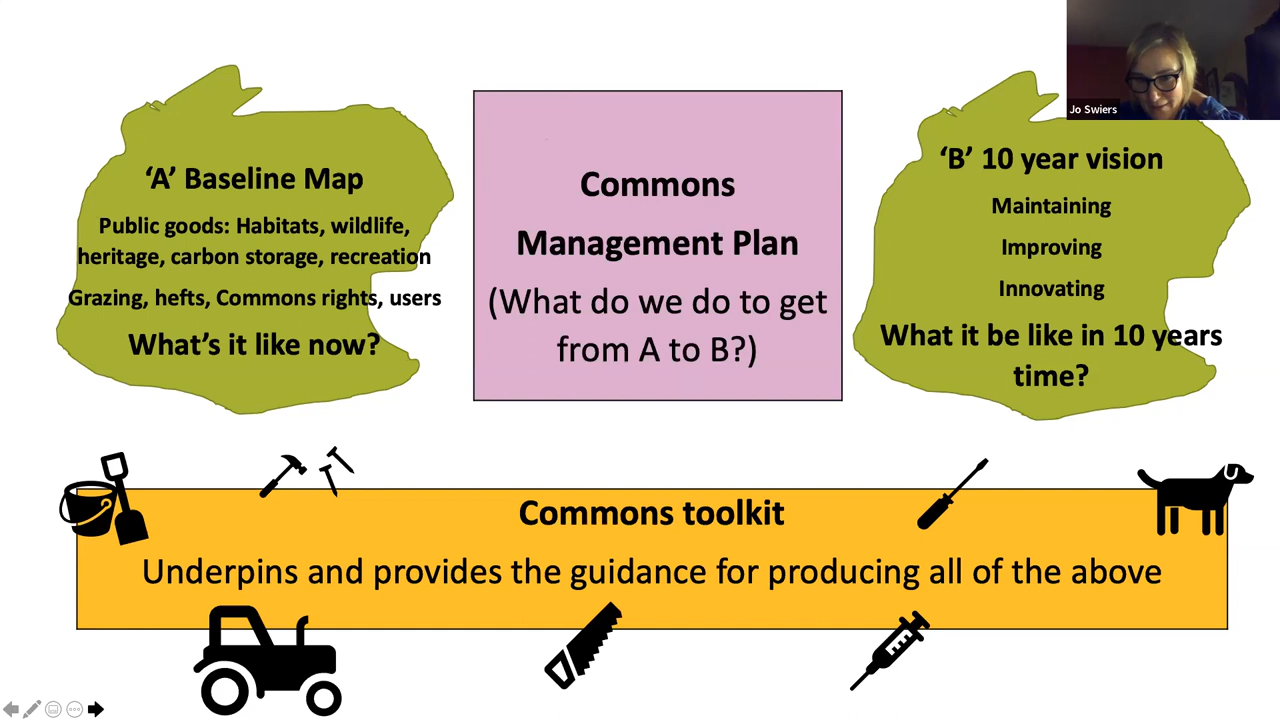 ‘A’ Baseline Map
Public goods: Habitats, wildlife,
heritage, carbon storage, recreation
Grazing, hefts, Commons rights, users
What’s it like now?
Commons
Management Plan
(What do we do to get
from A to B?)
‘B’ 10 year vision
Maintaining
Improving
Innovating
What it be like in 10 years
time?
Jo Swiers
Commons toolkit
Underpins and provides the guidance for producing all of the above